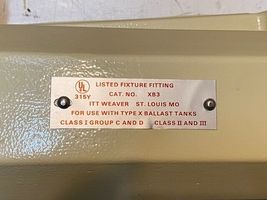 UL LISTED FIXTURE FITTING
315Y CAT. NO. XB3
ITT WEAVER ST. LOUIS MO
FOR USE WITH TYPE X BALLAST TANKS
CLASS I GROUP C AND D CLASS II AND III